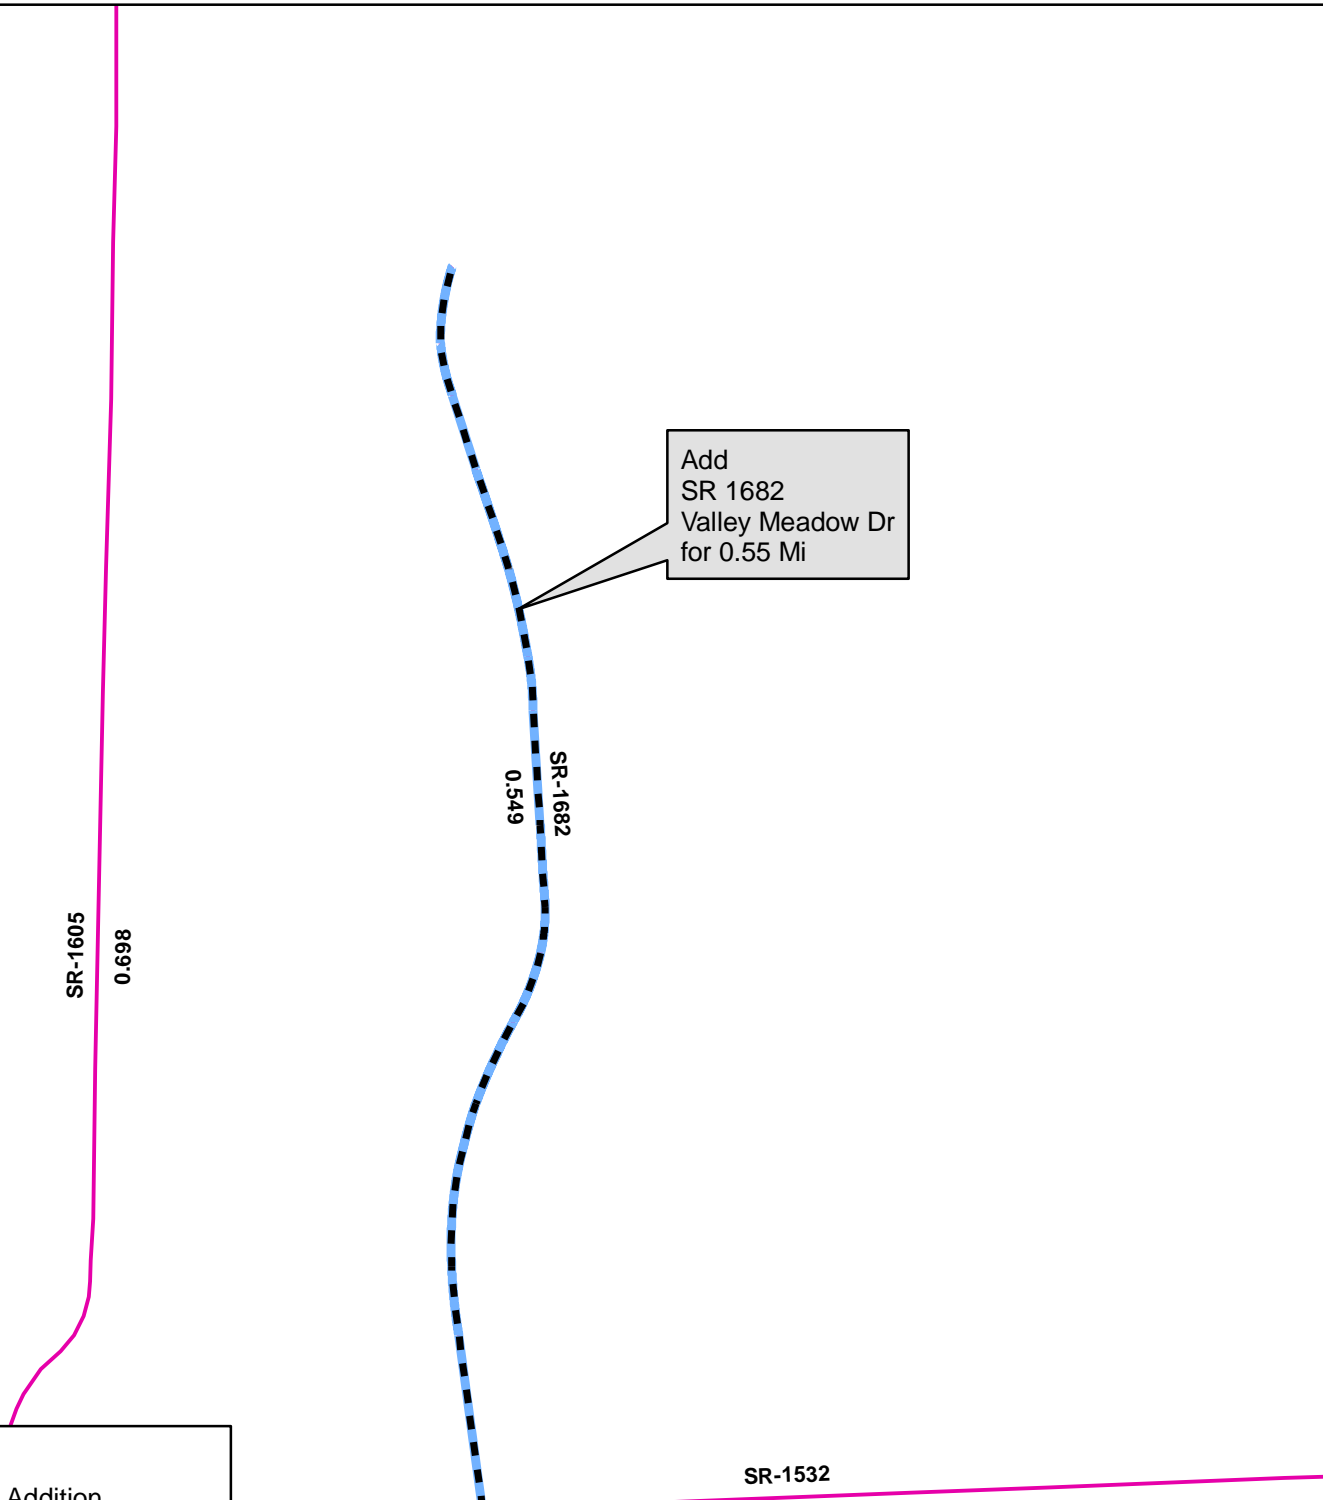 Add
SR 1682
Valley Meadow Dr
for 0.55 Mi
SR-1682
0.549
SR-1605
0.698
SR-1532
Addition